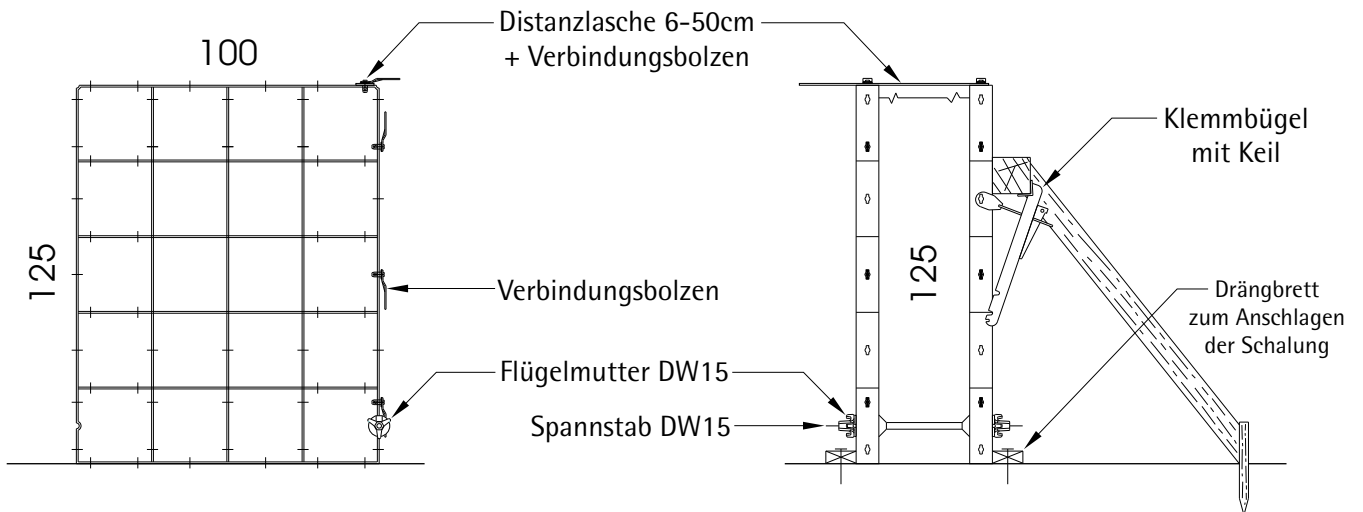 100
125
Distanzlasche 6-50cm
+ Verbindungsbolzen
Verbindungsbolzen
Flügelmutter DW15
Spannstab DW15
125
Klemmbügel
mit Keil
Drängbrett
zum Anschlagen
der Schalung